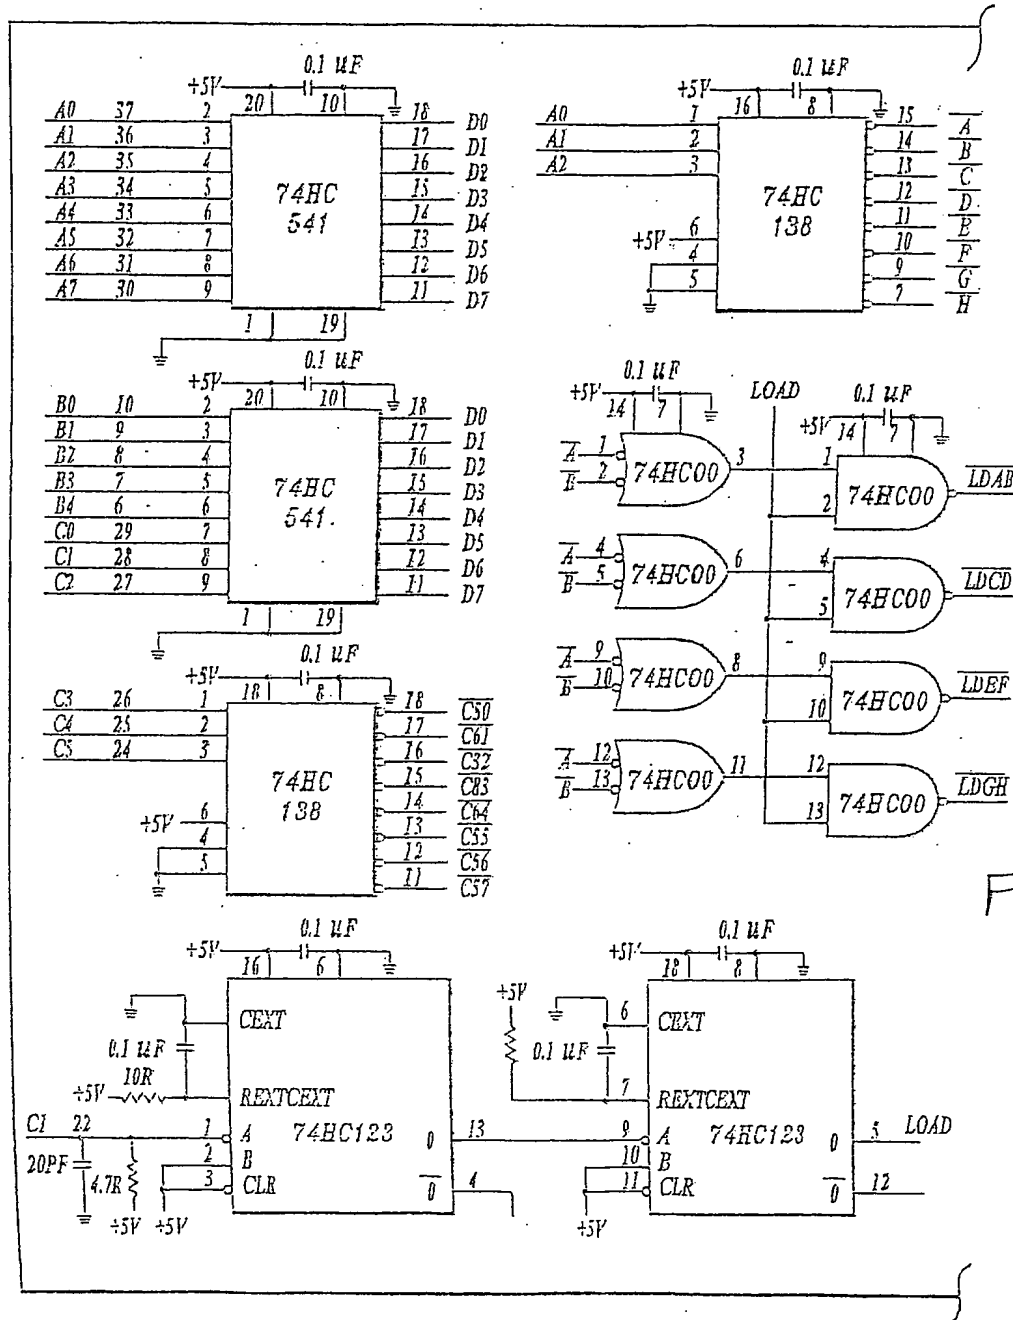 0.1 uF
+5V 20 10
A0 37 2 18 D0
A1 36 3 17 D1
A2 35 4 16 D2
A3 34 5 15 D3
A4 33 6 14 D4
A5 32 7 13 D5
A6 31 8 12 D6
A7 30 9 11 D7
74HC
541
1 19
0.1 uF
+5V 16 8
A0 1 15 A
A1 2 14 B
A2 3 13 C
12 D
11 E
10 F
9 G
7 H
74HC
138
+5V 6
4
5
0.1 uF
+5V 20 10
B0 10 2 18 D0
B1 9 3 17 D1
B2 8 4 16 D2
B3 7 5 15 D3
B4 6 6 14 D4
C0 29 7 13 D5
C1 28 8 12 D6
C2 27 9 11 D7
74HC
541
1 19
0.1 uF
+5V 14 7
LOAD
0.1 uF
+5V 14 7
A 1
B 2
74HC00
3 1
2
74HC00
LDAB
A 4
B 5
74HC00
6 4
5
74HC00
LDCD
A 9
B 10
74HC00
8 9
10
74HC00
LDEF
A 12
B 13
74HC00
11 12
13
74HC00
LDGH
0.1 uF
+5V 18 8
C3 26 1 18 C50
C4 25 2 17 C61
C5 24 3 16 C32
15 C83
14 C64
13 C55
12 C56
11 C57
74HC
138
+5V 6
4
5
0.1 uF
+5V 16 6
CEXT
0.1 uF
10R
+5V
REXTCEXT
74HC123
C1 22 1 A
2 B
3 CLR
20PF
4.7R
+5V +5V
0 13
0 4
0.1 uF
+5V 18 8
+5V
6 CEXT
0.1 uF
7 REXTCEXT
74HC123
9 A
10 B
11 CLR
+5V
0 5 LOAD
0 12